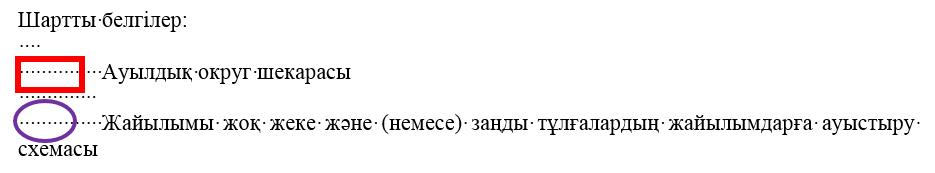 Шартты белгілер:
Ауылдық округ шекарасы
Жайылымы жоқ жеке және (немесе) заңды тұлғалардың жайылымдарға ауыстыру
схемасы